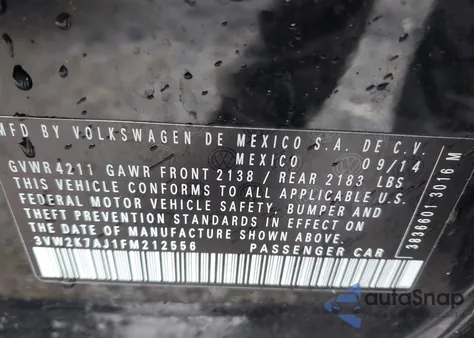 MFD BY VOLKSWAGEN DE MEXICO S.A. DE C.V.
MEXICO 09/14
GVWR4211 GAWR FRONT 2138 / REAR 2183 LBS
THIS VEHICLE CONFORMS TO ALL APPLICABLE U.S.
FEDERAL MOTOR VEHICLE SAFETY, BUMPER AND
THEFT PREVENTION STANDARDS IN EFFECT ON
THE DATE OF MANUFACTURE SHOWN ABOVE.
3VW2K7AJ1FM212556 PASSENGER CAR
3836601 3016 M
autoSnap